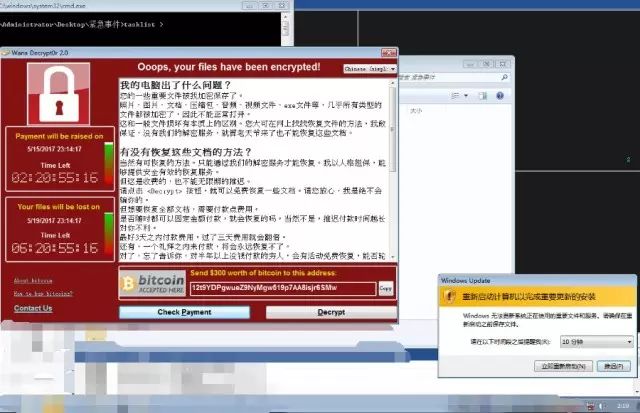 C:\windows\system32\cmd.exe
\Administrator\Desktop\紧急事件>tasklist >
Wana Decrypt0r 2.0
Ooops, your files have been encrypted!
Chinese (simpl
我的电脑出了什么问题?
您的一些重要文件被我加密保存了。
照片、图片、文档、压缩包、音频、视频文件、exe文件等,几乎所有类型的
文件都被加密了,因此不能正常打开。
这和一般文件损坏有本质上的区别。您大可在网上找找恢复文件的方法,我敢
保证,没有我们的解密服务,就算老天爷来了也不能恢复这些文档。
有没有恢复这些文档的方法?
当然有可恢复的方法。只能通过我们的解密服务才能恢复。我以人格担保,能
够提供安全有效的恢复服务。
但这是收费的,也不能无限期的推迟。
请点击 <Decrypt> 按钮,就可以免费恢复一些文档。请您放心,我是绝不会
骗你的。
但想要恢复全部文档,需要付款点费用。
是否随时都可以固定金额付款,就会恢复的吗,当然不是,推迟付款时间越长
对你不利。
最好3天之内付款费用,过了三天费用就会翻倍。
还有,一个礼拜之内未付款,将会永远恢复不了。
对了,忘了告诉你,对半年以上没钱付款的穷人,会有活动免费恢复,能否轮
Payment will be raised on
5/15/2017 23:14:17
Time Left
02:20:55:16
Your files will be lost on
5/19/2017 23:14:17
Time Left
06:20:55:16
About bitcoin
How to buy bitcoins?
Contact Us
bitcoin
ACCEPTED HERE
Send $300 worth of bitcoin to this address:
Copy
Check Payment
Decrypt
紧急事件
大小
2
Windows Update
重新启动计算机以完成重要更新的安装
Windows 无法更新系统正在使用的重要文件和服务。请确保在重
新启动之前保存文件。
请在以下时间段之后提醒我(R):
10 分钟
立即重新启动(N)
推迟(P)
2:19